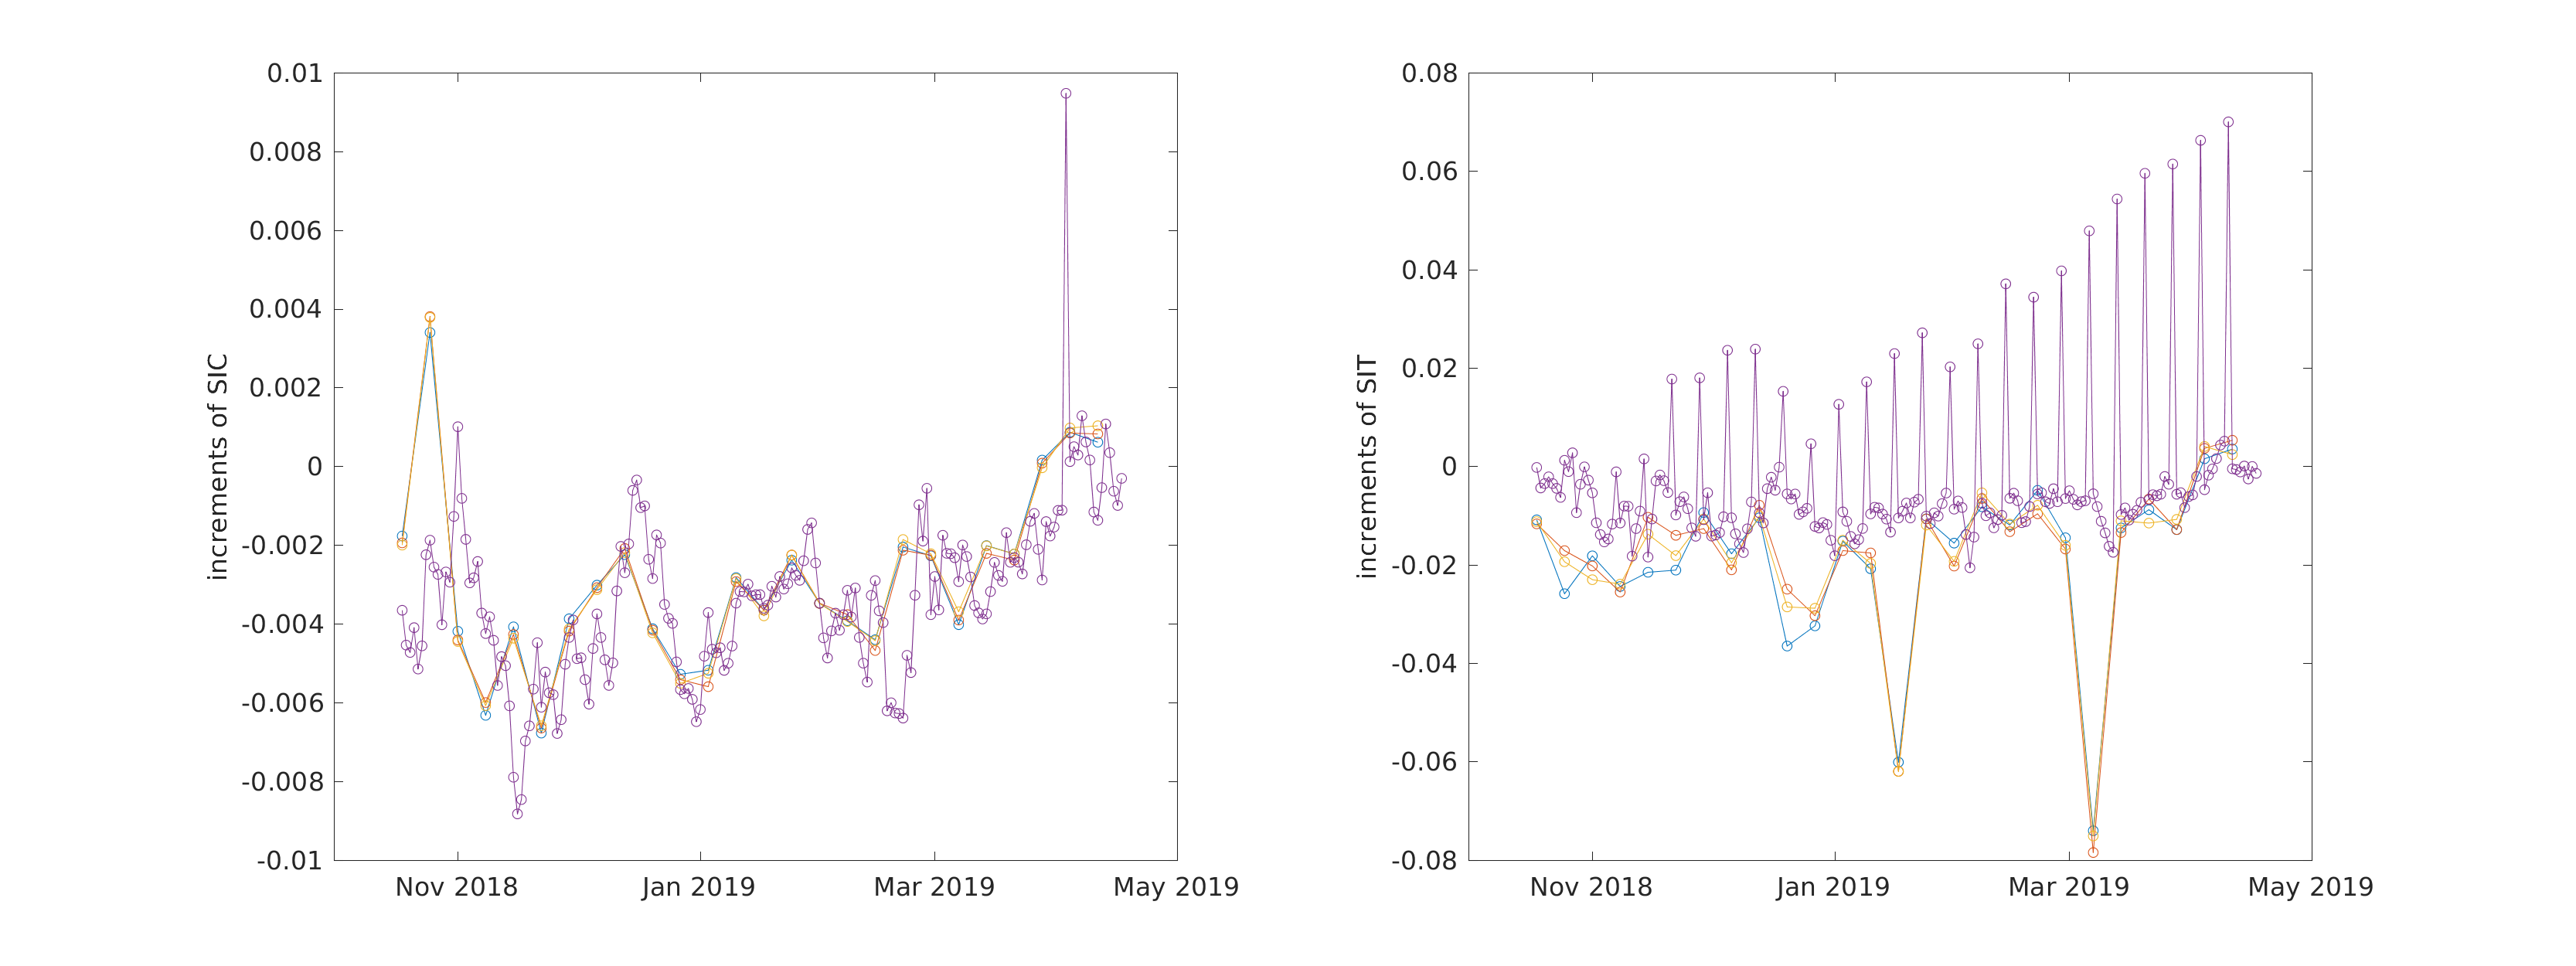 increments of SIC
0.01
0.008
0.006
0.004
0.002
0
-0.002
-0.004
-0.006
-0.008
-0.01
Nov 2018
Jan 2019
Mar 2019
May 2019
increments of SIT
0.08
0.06
0.04
0.02
0
-0.02
-0.04
-0.06
-0.08
Nov 2018
Jan 2019
Mar 2019
May 2019